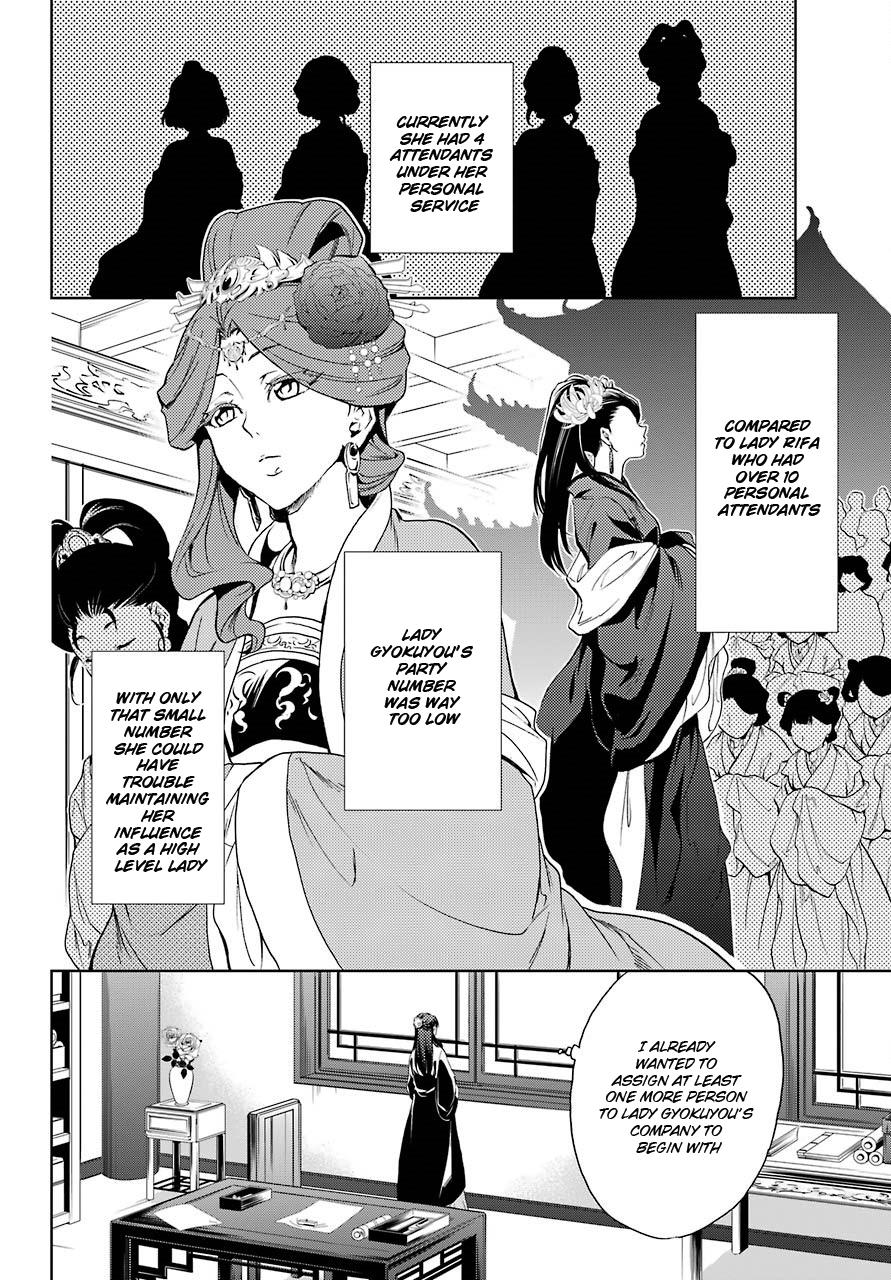 CURRENTLY
SHE HAD 4
ATTENDANTS
UNDER HER
PERSONAL
SERVICE
COMPARED
TO LADY RIFA
WHO HAD
OVER 10
PERSONAL
ATTENDANTS
LADY
GYOKUYOU'S
PARTY
NUMBER
WAS WAY
TOO LOW
WITH ONLY
THAT SMALL
NUMBER
SHE COULD
HAVE
TROUBLE
MAINTAINING
HER
INFLUENCE
AS A HIGH
LEVEL LADY
I ALREADY
WANTED TO
ASSIGN AT LEAST
ONE MORE PERSON
TO LADY GYOKUYOU'S
COMPANY TO
BEGIN WITH